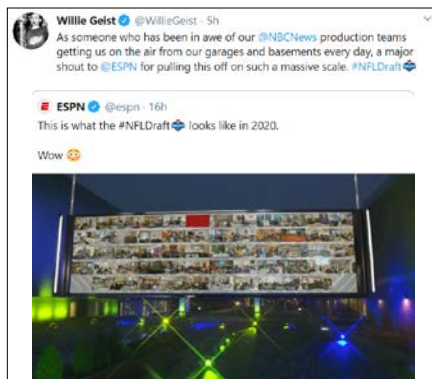 Willie Geist @WillieGeist · 5h
As someone who has been in awe of our @NBCNews production teams
getting us on the air from our garages and basements every day, a major
shout to @ESPN for pulling this off on such a massive scale. #NFLDraft
ESPN @espn · 16h
This is what the #NFLDraft looks like in 2020.
Wow 😳